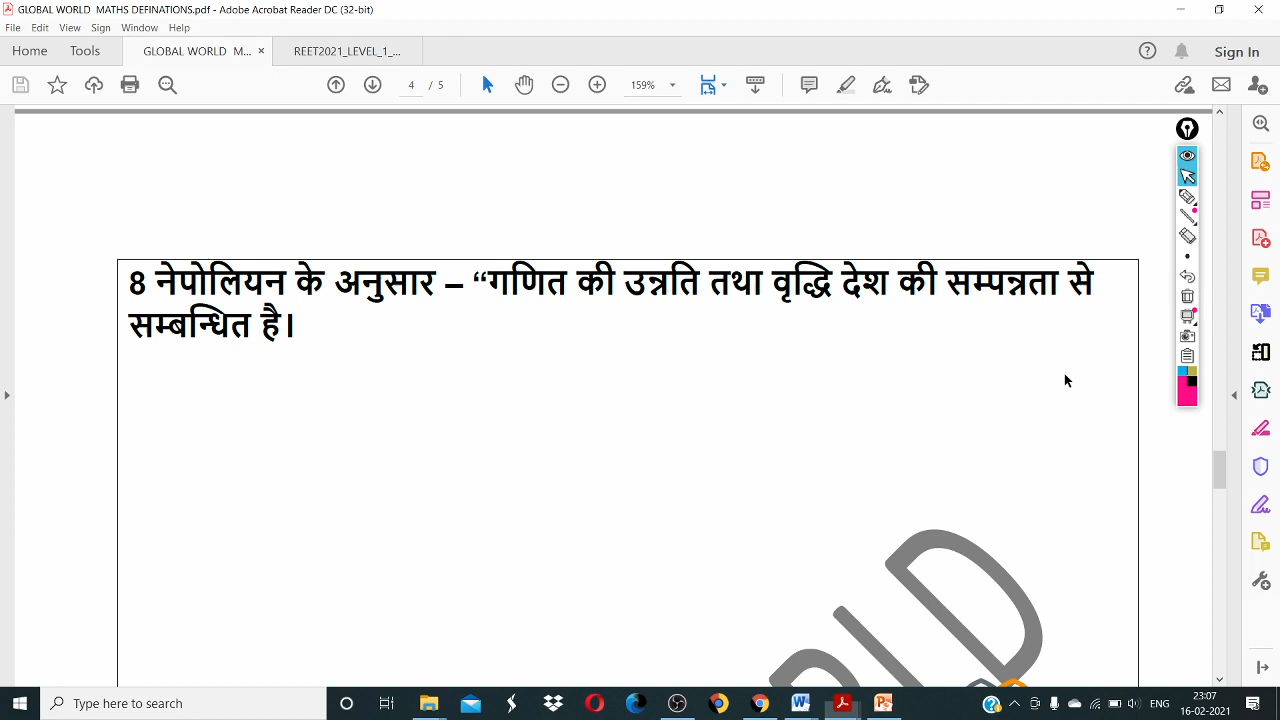 GLOBAL WORLD MATHS DEFINATIONS.pdf - Adobe Acrobat Reader DC (32-bit)
File Edit View Sign Window Help
Home Tools GLOBAL WORLD M... × REET2021_LEVEL_1_... Sign In
4 / 5 159%
8 नेपोलियन के अनुसार – “गणित की उन्नति तथा वृद्धि देश की सम्पन्नता से
सम्बन्धित है।
Type here to search
ENG
23:07
16-02-2021